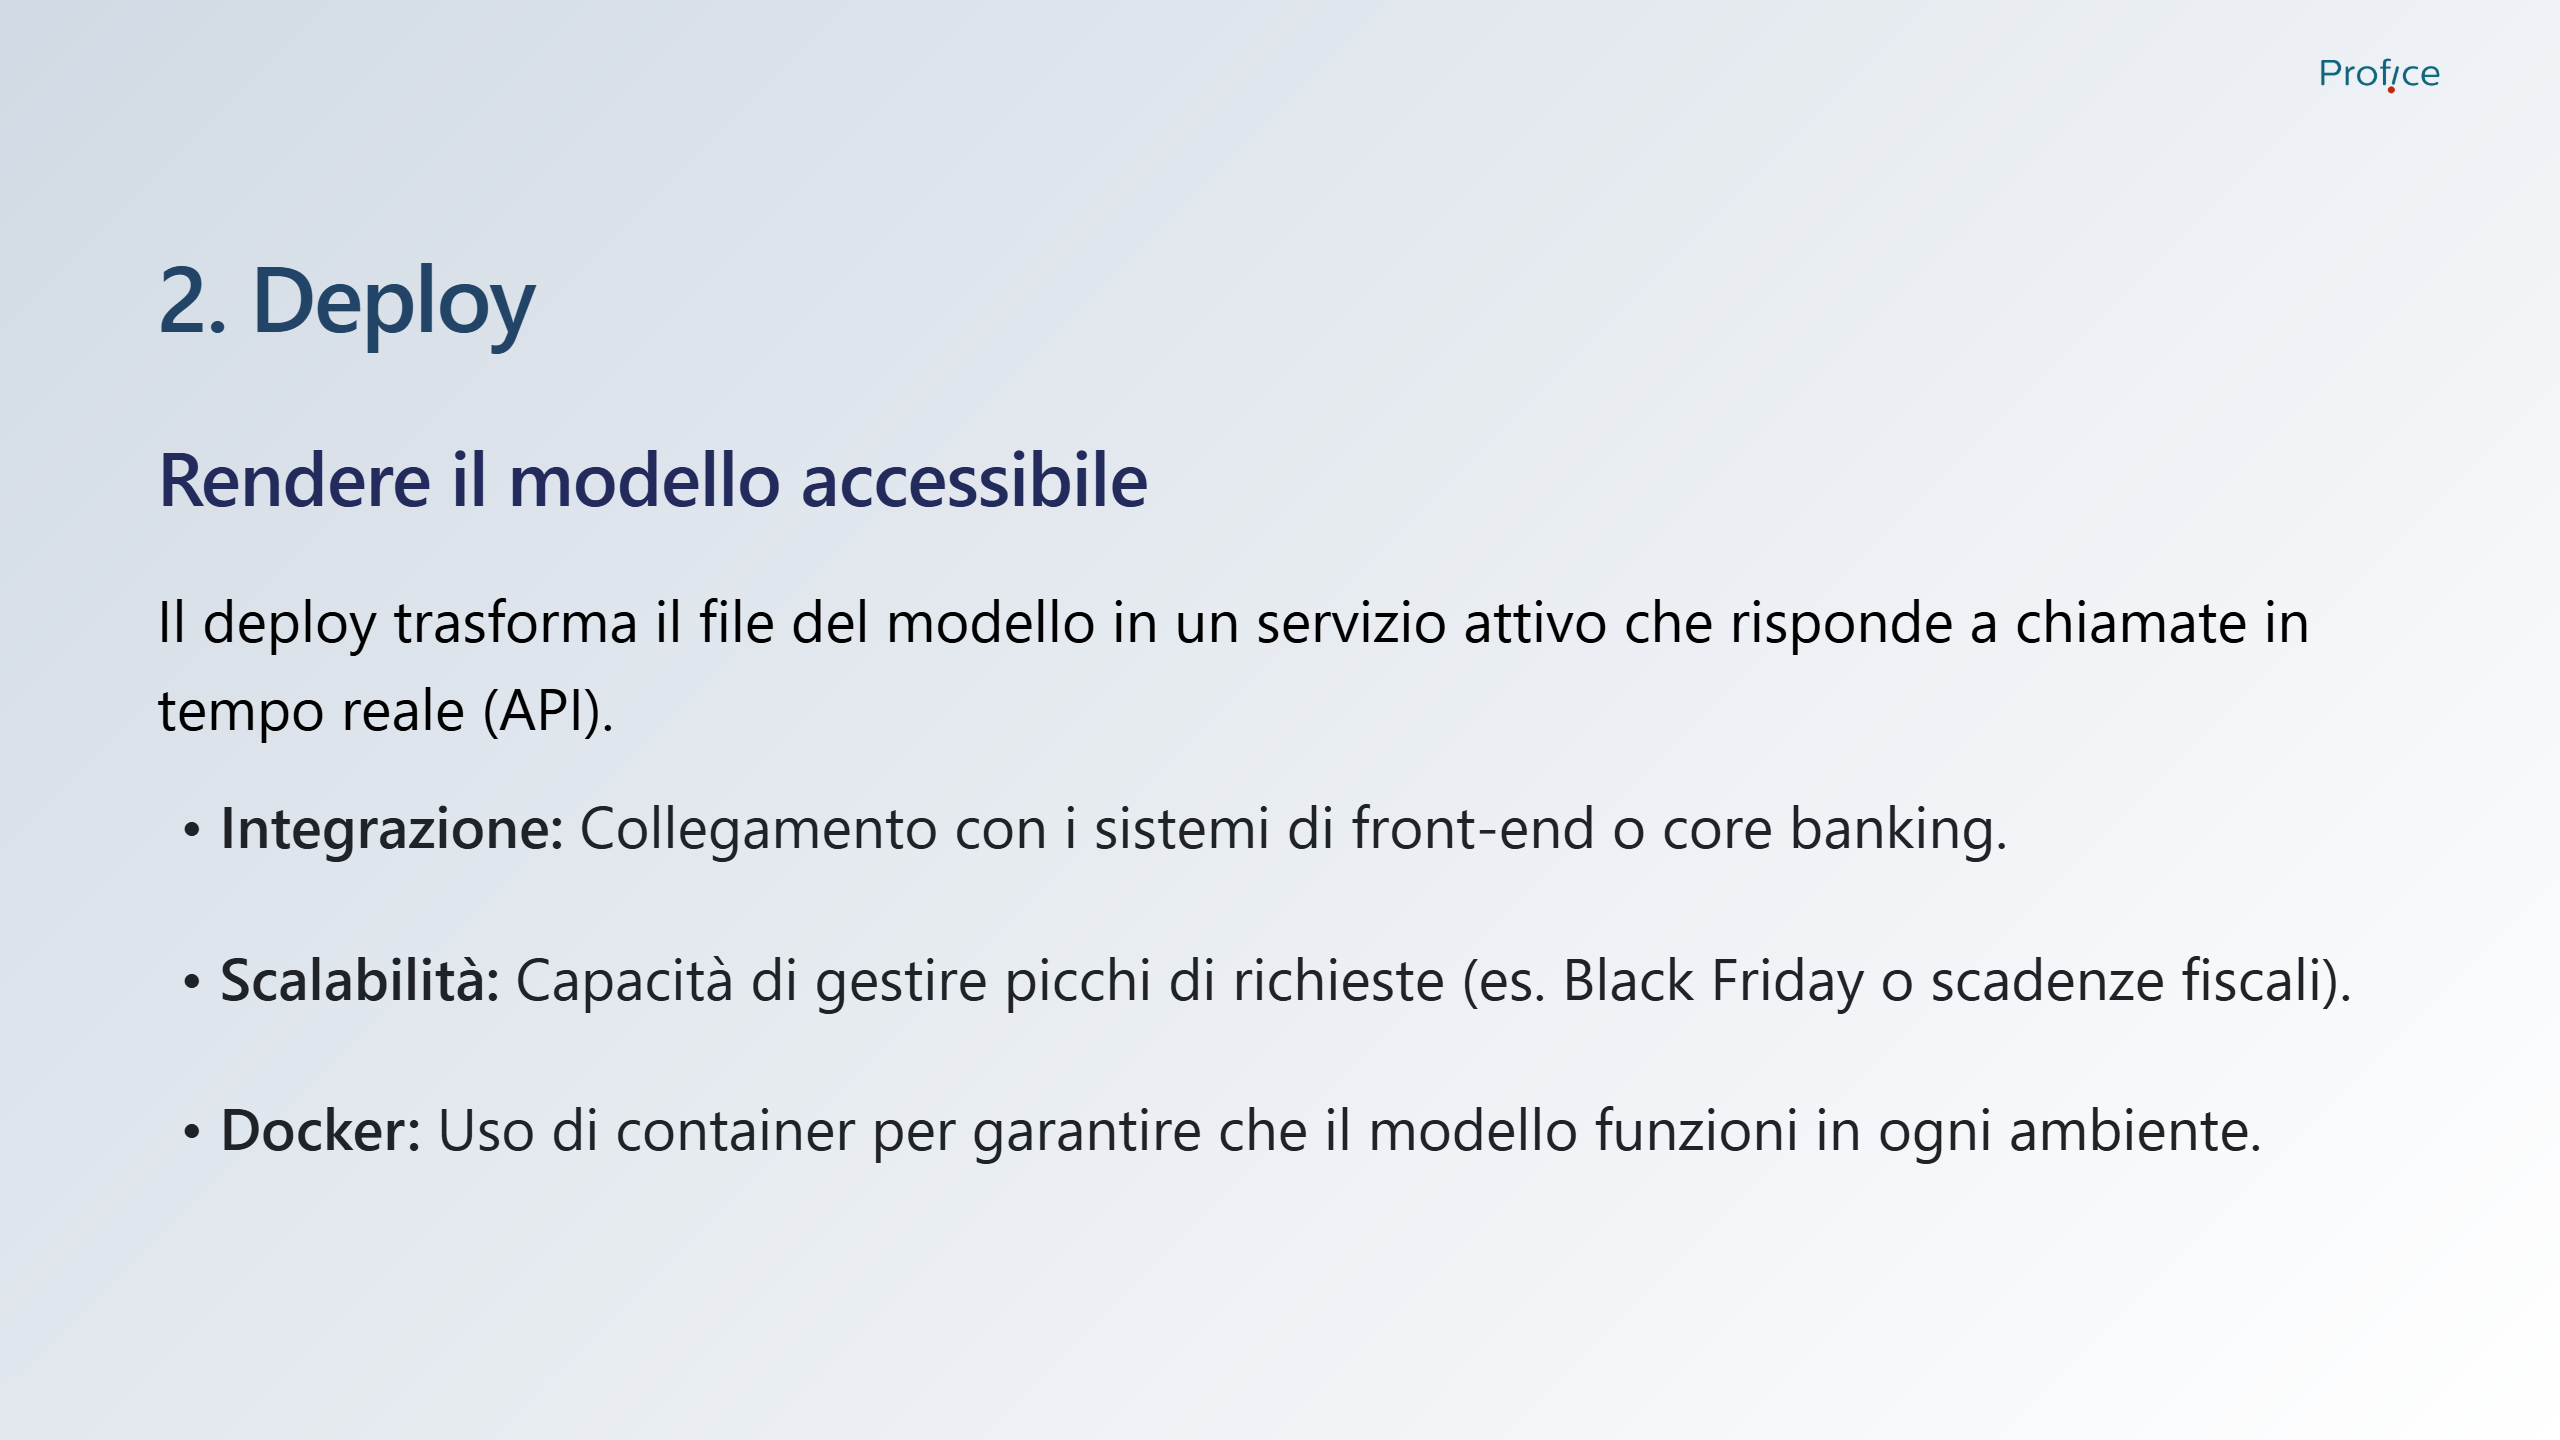 Profice
2. Deploy
Rendere il modello accessibile
Il deploy trasforma il file del modello in un servizio attivo che risponde a chiamate in
tempo reale (API).
• Integrazione: Collegamento con i sistemi di front-end o core banking.
• Scalabilità: Capacità di gestire picchi di richieste (es. Black Friday o scadenze fiscali).
• Docker: Uso di container per garantire che il modello funzioni in ogni ambiente.